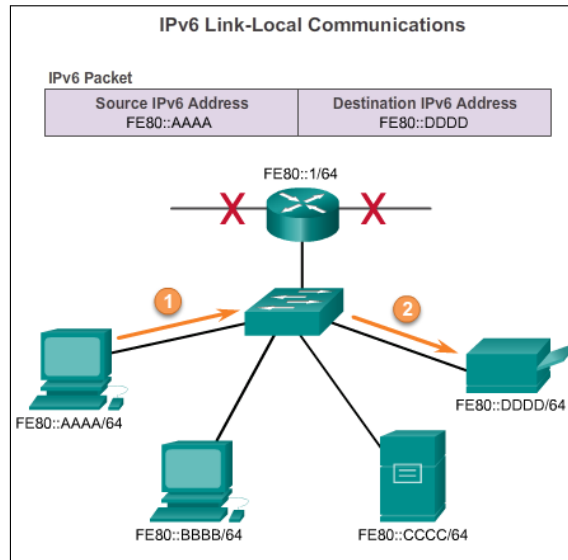 IPv6 Link-Local Communications
IPv6 Packet
Source IPv6 Address
FE80::AAAA
Destination IPv6 Address
FE80::DDDD
FE80::1/64
X
X
1
2
FE80::AAAA/64
FE80::DDDD/64
FE80::BBBB/64
FE80::CCCC/64